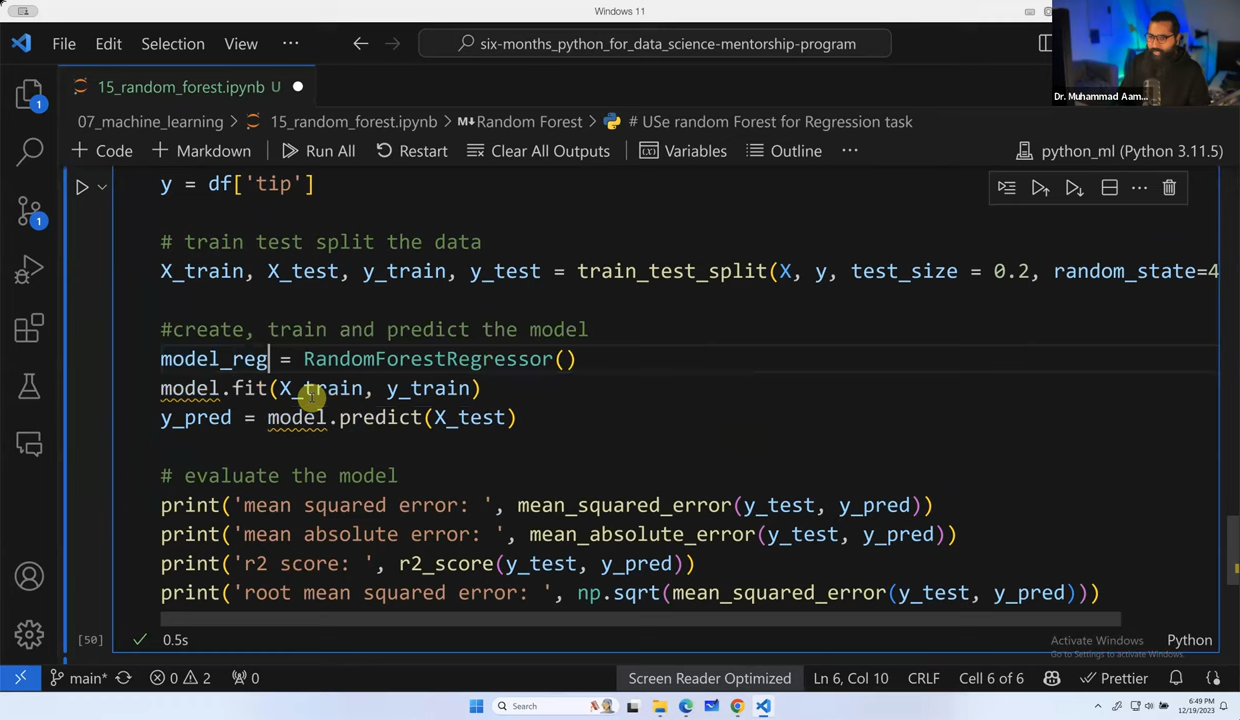 Windows 11
File Edit Selection View ··· six-months_python_for_data_science-mentorship-program
Dr. Muhammad Aam...
15_random_forest.ipynb U
07_machine_learning > 15_random_forest.ipynb > Random Forest > # USe random Forest for Regression task
+ Code + Markdown Run All Restart Clear All Outputs Variables Outline ··· python_ml (Python 3.11.5)
y = df['tip']
# train test split the data
X_train, X_test, y_train, y_test = train_test_split(X, y, test_size = 0.2, random_state=4
#create, train and predict the model
model_reg = RandomForestRegressor()
model.fit(X_train, y_train)
y_pred = model.predict(X_test)
# evaluate the model
print('mean squared error: ', mean_squared_error(y_test, y_pred))
print('mean absolute error: ', mean_absolute_error(y_test, y_pred))
print('r2 score: ', r2_score(y_test, y_pred))
print('root mean squared error: ', np.sqrt(mean_squared_error(y_test, y_pred)))
1
1
[50] 0.5s Python
Activate Windows
Go to Settings to activate Windows.
main* 0 2 0 Screen Reader Optimized Ln 6, Col 10 Cell 6 of 6 CRLF Prettier
Search
6:49 PM
12/19/2023